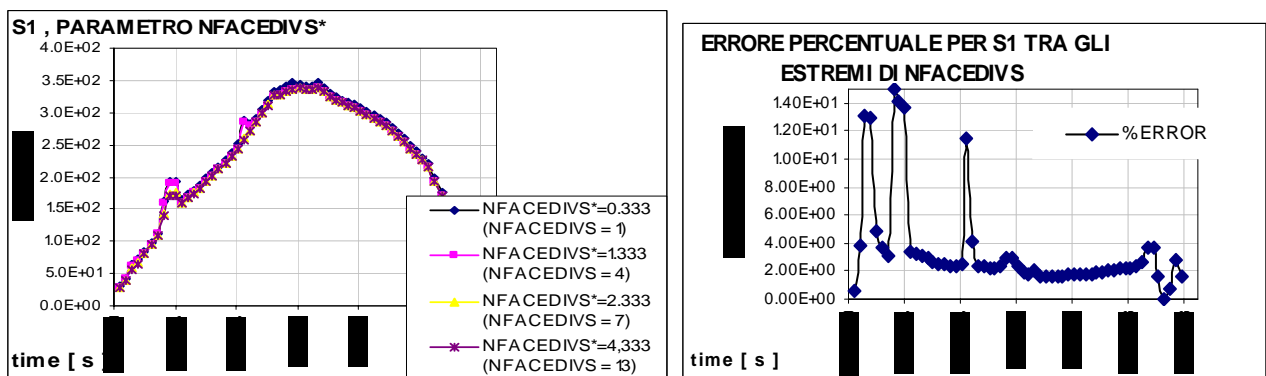 S1 , PARAMETRO NFACEDIVS*
4.0E+02
3.5E+02
3.0E+02
2.5E+02
2.0E+02
1.5E+02
1.0E+02
5.0E+01
0.0E+00
time [ s ]
NFACEDIVS*=0.333
(NFACEDIVS = 1)
NFACEDIVS*=1.333
(NFACEDIVS = 4)
NFACEDIVS*=2.333
(NFACEDIVS = 7)
NFACEDIVS*=4,333
(NFACEDIVS = 13)
ERRORE PERCENTUALE PER S1 TRA GLI
ESTREMI DI NFACEDIVS
1.40E+01
1.20E+01
1.00E+01
8.00E+00
6.00E+00
4.00E+00
2.00E+00
0.00E+00
%ERROR
time [ s ]